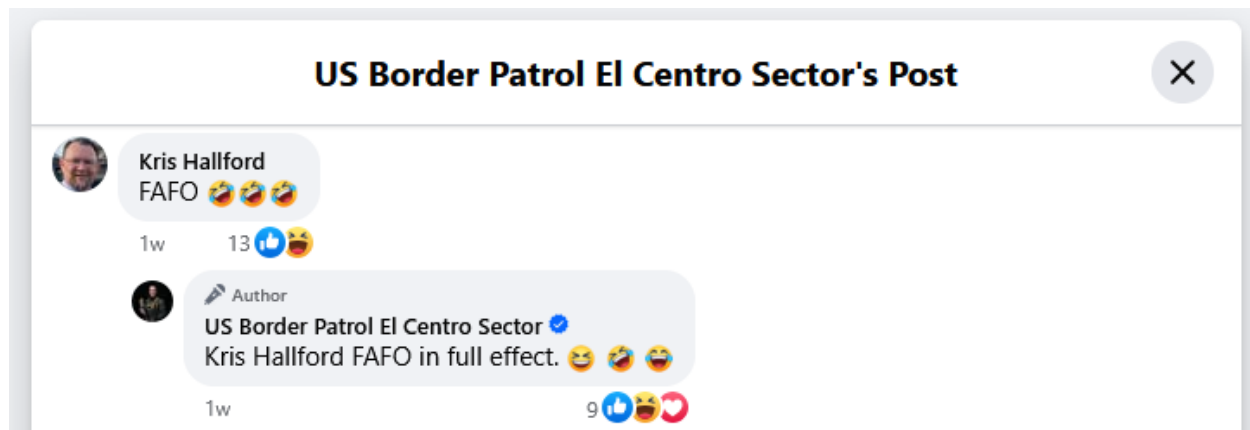 US Border Patrol El Centro Sector's Post
Kris Hallford
FAFO 🤣🤣🤣
1w 13
Author
US Border Patrol El Centro Sector
Kris Hallford FAFO in full effect. 😆 🤣 😄
1w 9